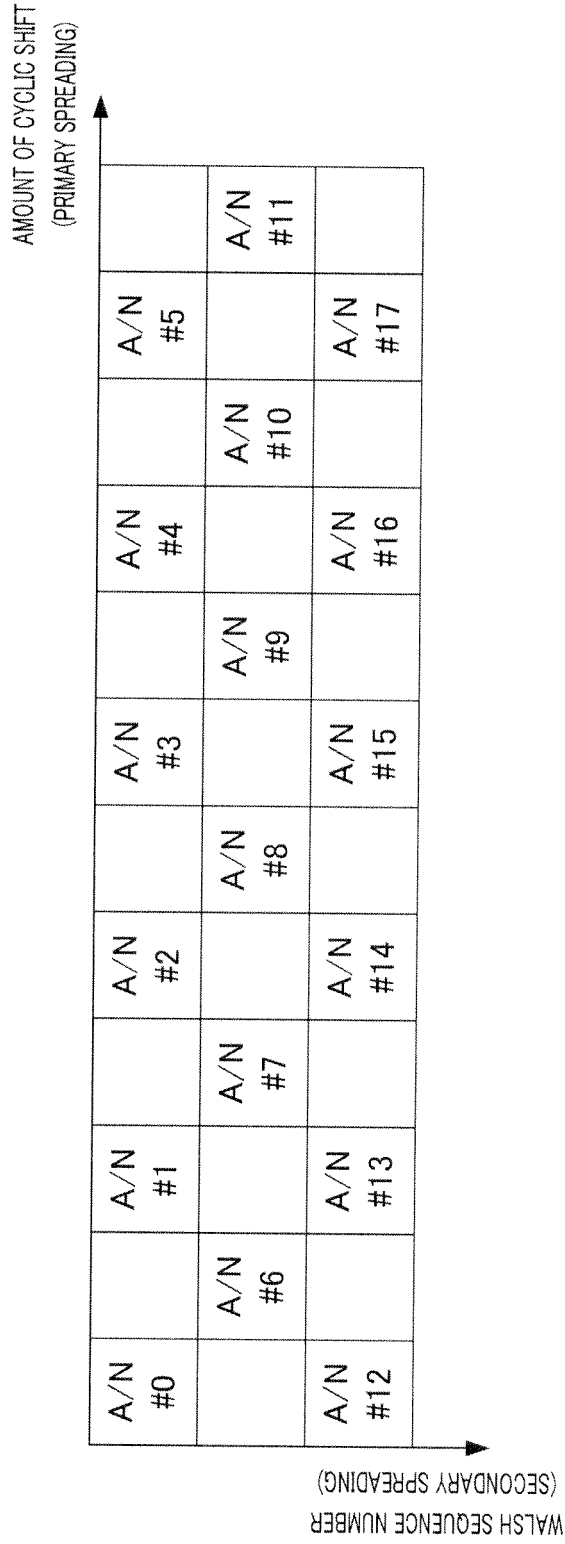 AMOUNT OF CYCLIC SHIFT
(PRIMARY SPREADING)
A/N
#0
A/N
#1
A/N
#2
A/N
#3
A/N
#4
A/N
#5
A/N
#6
A/N
#7
A/N
#8
A/N
#9
A/N
#10
A/N
#11
A/N
#12
A/N
#13
A/N
#14
A/N
#15
A/N
#16
A/N
#17
WALSH SEQUENCE NUMBER
(SECONDARY SPREADING)